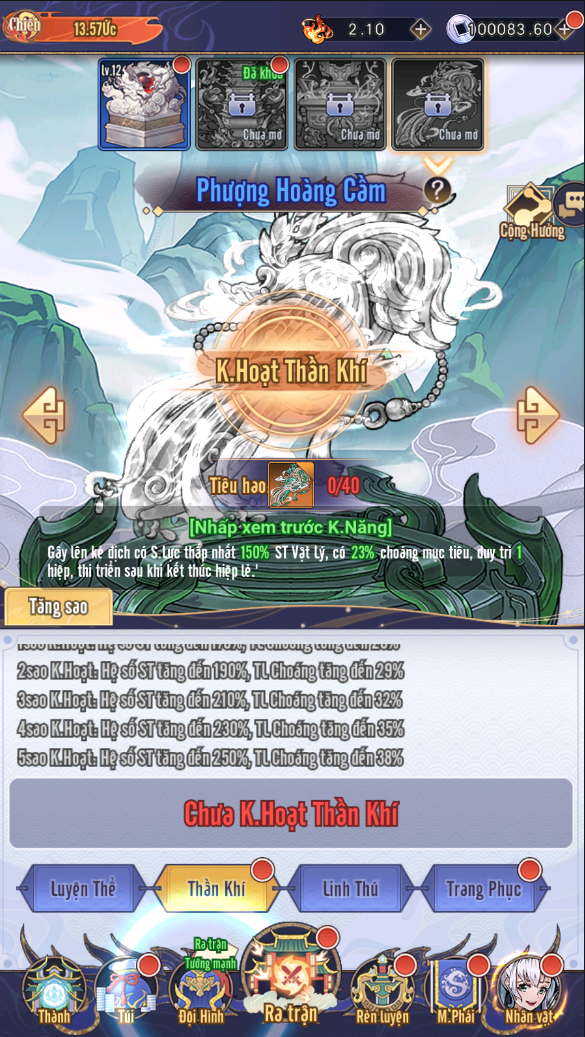 Chiến 13.57Ức 2.10 100083.60
Lv.12 Đã khóa
Chưa mở Chưa mở Chưa mở
Phượng Hoàng Cầm ?
Cộng Hưởng
K.Hoạt Thần Khí
Tiêu hao 0/40
[Nhấp xem trước K.Năng]
Gây lên kẻ địch có S.Lực thấp nhất 150% ST Vật Lý, có 23% choáng mục tiêu, duy trì 1
hiệp, thi triển sau khi kết thúc hiệp lẻ.'
Tăng sao
2sao K.Hoạt: Hệ số ST tăng đến 190%, TL Choáng tăng đến 29%
3sao K.Hoạt: Hệ số ST tăng đến 210%, TL Choáng tăng đến 32%
4sao K.Hoạt: Hệ số ST tăng đến 230%, TL Choáng tăng đến 35%
5sao K.Hoạt: Hệ số ST tăng đến 250%, TL Choáng tăng đến 38%
Chưa K.Hoạt Thần Khí
Luyện Thể Thần Khí Linh Thú Trang Phục
Ra trận
Tướng mạnh
Thành Túi Đội Hình Ra trận Rèn luyện M.Phái Nhân vật